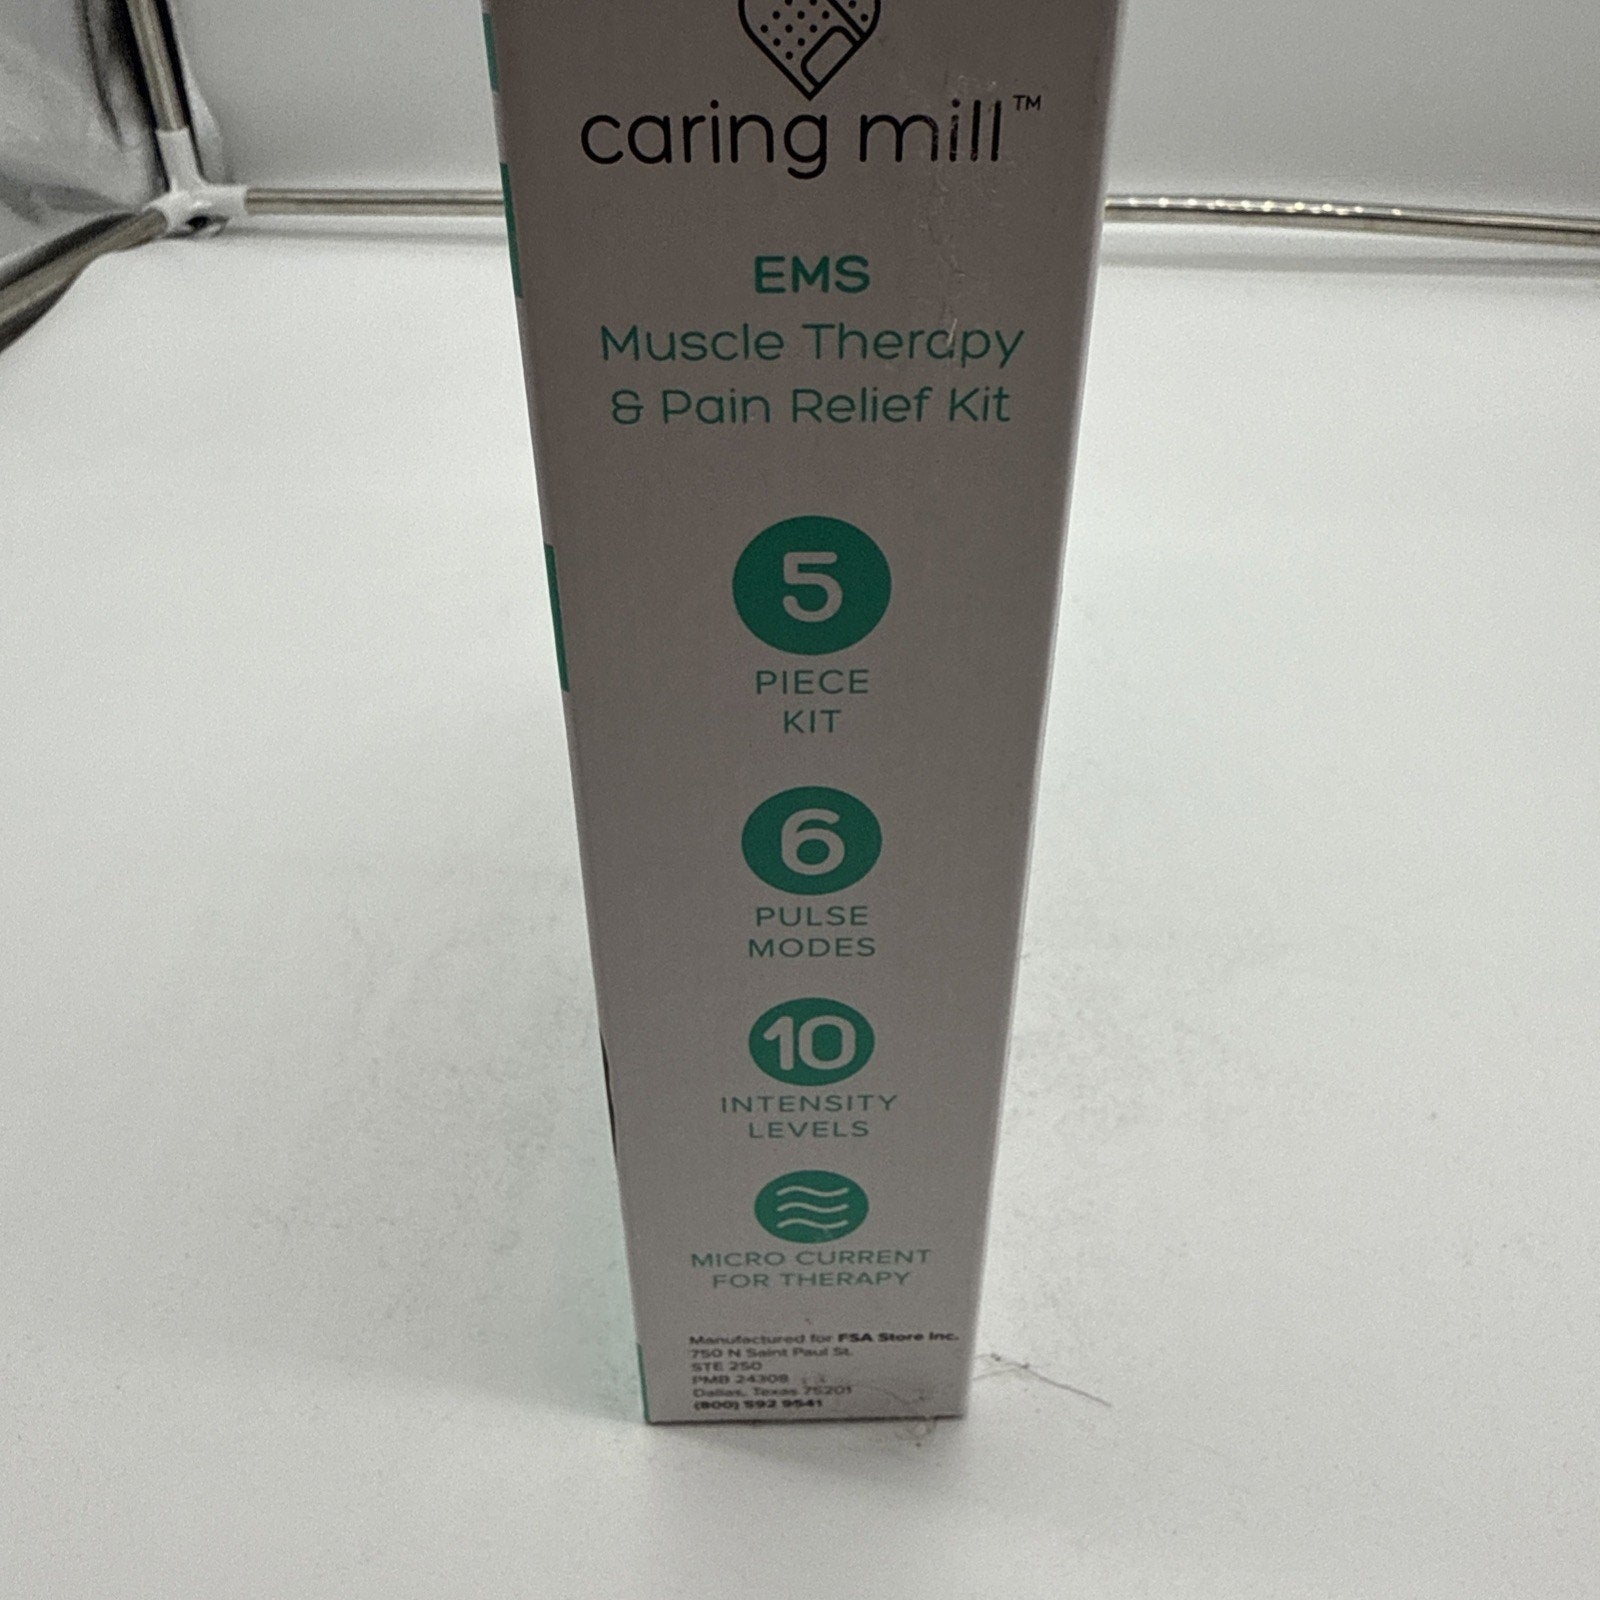 caring mill™
EMS
Muscle Therapy
& Pain Relief Kit
5
PIECE
KIT
6
PULSE
MODES
10
INTENSITY
LEVELS
MICRO CURRENT
FOR THERAPY
Manufactured for FSA Store Inc.
750 N Saint Paul St.
STE 250
PMB 24308
Dallas, Texas 75201
(800) 592 9541